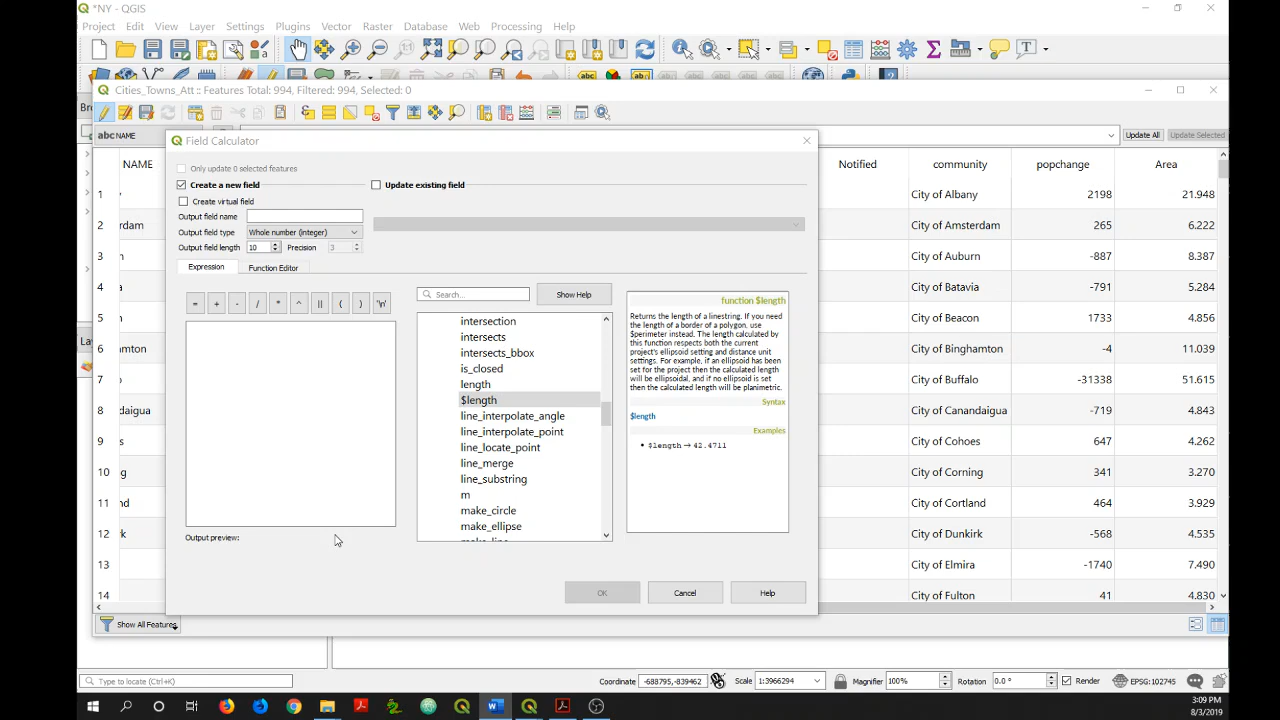 *NY - QGIS
Project Edit View Layer Settings Plugins Vector Raster Database Web Processing Help
Cities_Towns_Att :: Features Total: 994, Filtered: 994, Selected: 0
abc NAME
Update All Update Selected
Field Calculator
Only update 0 selected features
Create a new field
Update existing field
Create virtual field
Output field name
Output field type Whole number (integer)
Output field length 10 Precision 3
Expression Function Editor
= + - / * ^ || ( ) '\n'
Search...
Show Help
intersection
intersects
intersects_bbox
is_closed
length
$length
line_interpolate_angle
line_interpolate_point
line_locate_point
line_merge
line_substring
m
make_circle
make_ellipse
function $length
Returns the length of a linestring. If you need
the length of a border of a polygon, use
$perimeter instead. The length calculated by
this function respects both the current
project's ellipsoid setting and distance unit
settings. For example, if an ellipsoid has been
set for the project then the calculated length
will be ellipsoidal, and if no ellipsoid is set
then the calculated length will be planimetric.
Syntax
$length
Examples
• $length → 42.4711
Output preview:
OK Cancel Help
NAME Notified community popchange Area
1 City of Albany 2198 21.948
2 rdam City of Amsterdam 265 6.222
3 City of Auburn -887 8.387
4 City of Batavia -791 5.284
5 City of Beacon 1733 4.856
6 hamton City of Binghamton -4 11.039
7 City of Buffalo -31338 51.615
8 daigua City of Canandaigua -719 4.843
9 City of Cohoes 647 4.262
10 City of Corning 341 3.270
11 City of Cortland 464 3.929
12 City of Dunkirk -568 4.535
13 City of Elmira -1740 7.490
14 City of Fulton 41 4.830
Show All Features
Type to locate (Ctrl+K)
Coordinate -688795,-839462 Scale 1:3966294 Magnifier 100% Rotation 0.0 ° Render EPSG:102745
3:09 PM
8/3/2019